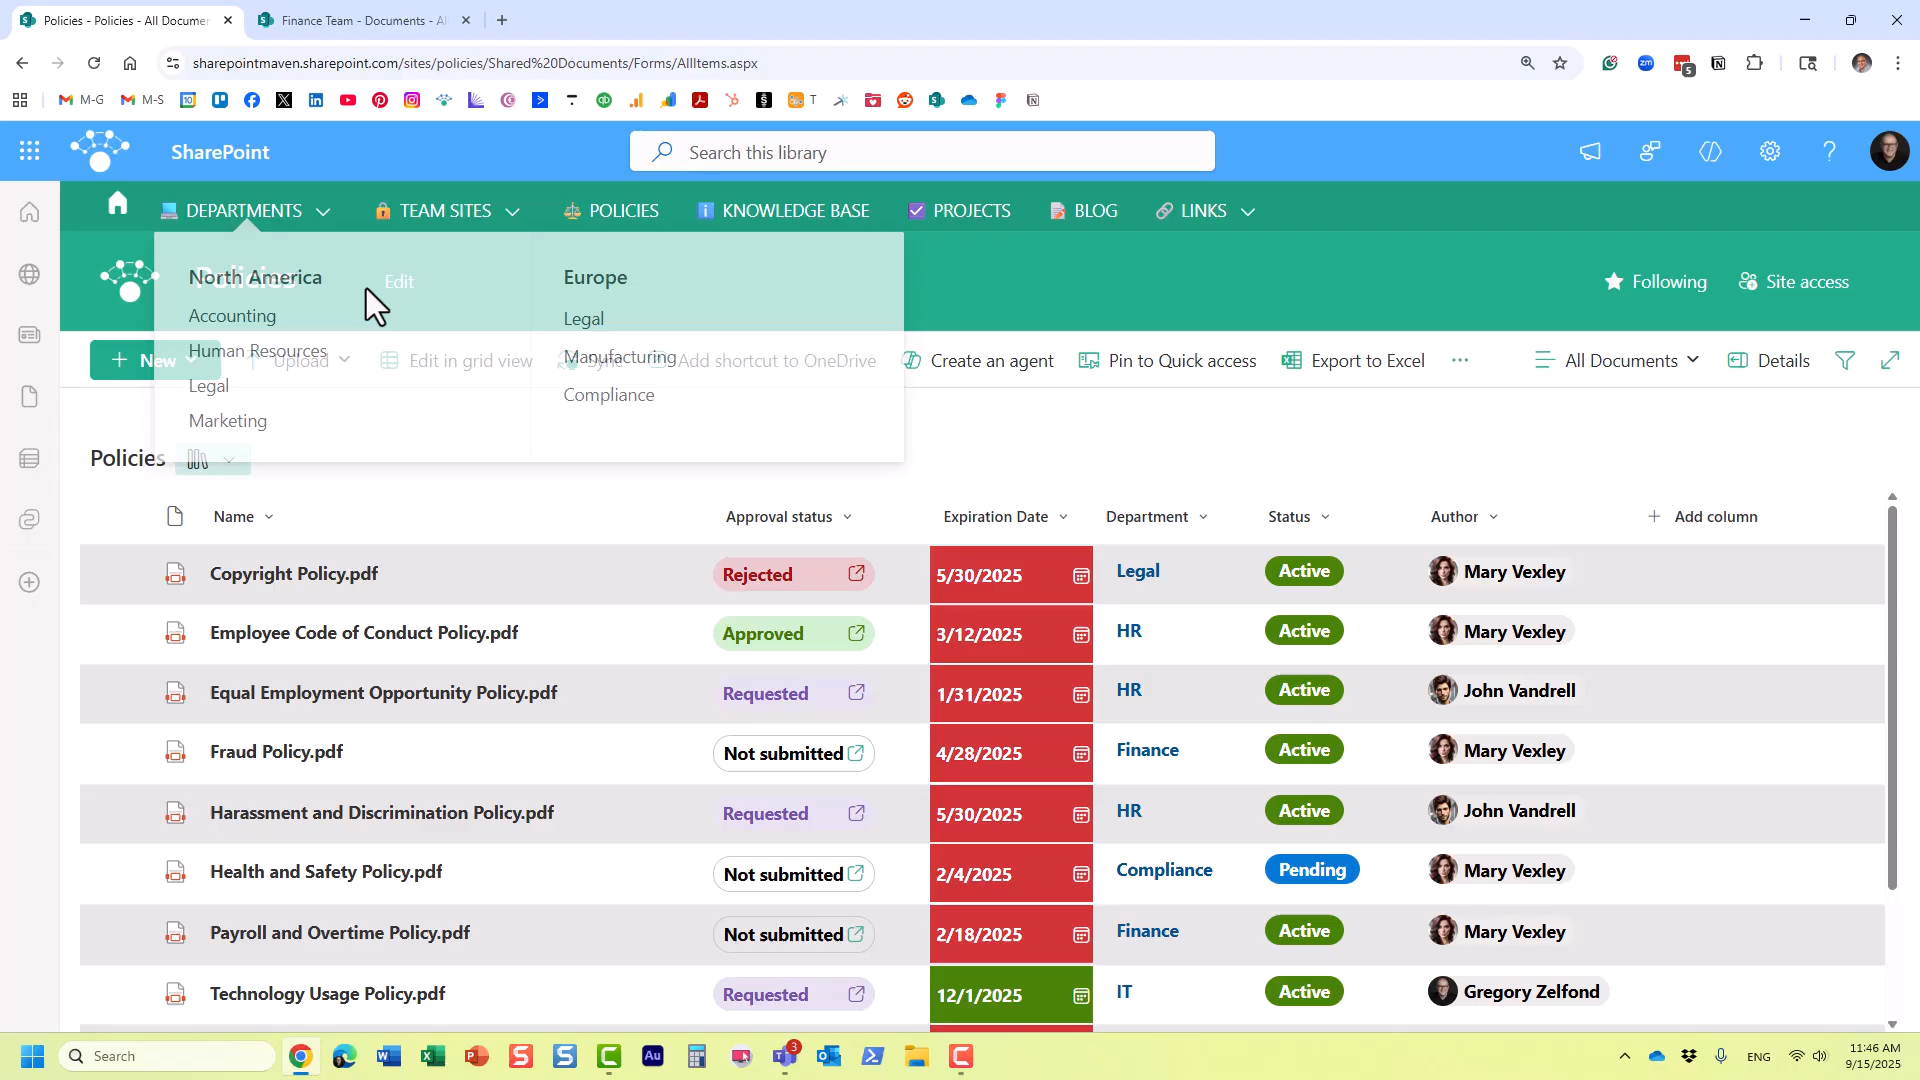 Policies - Policies - All Documen
Finance Team - Documents - Al
sharepointmaven.sharepoint.com/sites/policies/Shared%20Documents/Forms/AllItems.aspx
M-G
M-S
T
SharePoint
Search this library
DEPARTMENTS
TEAM SITES
POLICIES
KNOWLEDGE BASE
PROJECTS
BLOG
LINKS
North America
Policies
Edit
Europe
Following
Site access
Accounting
Legal
Human Resources
Manufacturing
Legal
Compliance
Marketing
New
Upload
Edit in grid view
Sync
Add shortcut to OneDrive
Create an agent
Pin to Quick access
Export to Excel
All Documents
Details
Policies
Name
Approval status
Expiration Date
Department
Status
Author
Add column
Copyright Policy.pdf
Rejected
5/30/2025
Legal
Active
Mary Vexley
Employee Code of Conduct Policy.pdf
Approved
3/12/2025
HR
Active
Mary Vexley
Equal Employment Opportunity Policy.pdf
Requested
1/31/2025
HR
Active
John Vandrell
Fraud Policy.pdf
Not submitted
4/28/2025
Finance
Active
Mary Vexley
Harassment and Discrimination Policy.pdf
Requested
5/30/2025
HR
Active
John Vandrell
Health and Safety Policy.pdf
Not submitted
2/4/2025
Compliance
Pending
Mary Vexley
Payroll and Overtime Policy.pdf
Not submitted
2/18/2025
Finance
Active
Mary Vexley
Technology Usage Policy.pdf
Requested
12/1/2025
IT
Active
Gregory Zelfond
Search
3
ENG
11:46 AM
9/15/2025